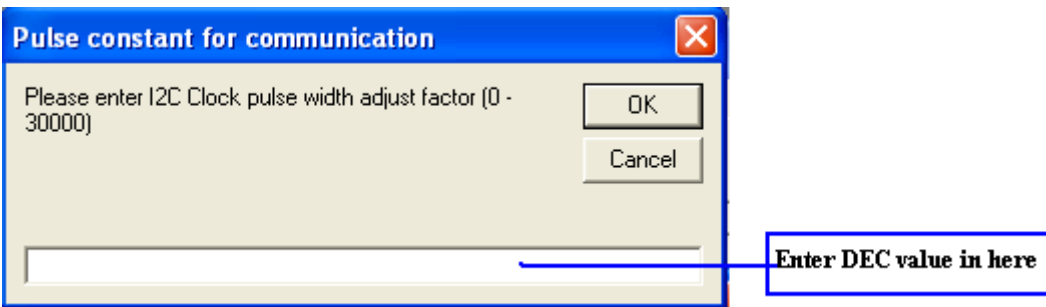 Pulse constant for communication
Please enter I2C Clock pulse width adjust factor (0 -
30000)
OK
Cancel
Enter DEC value in here